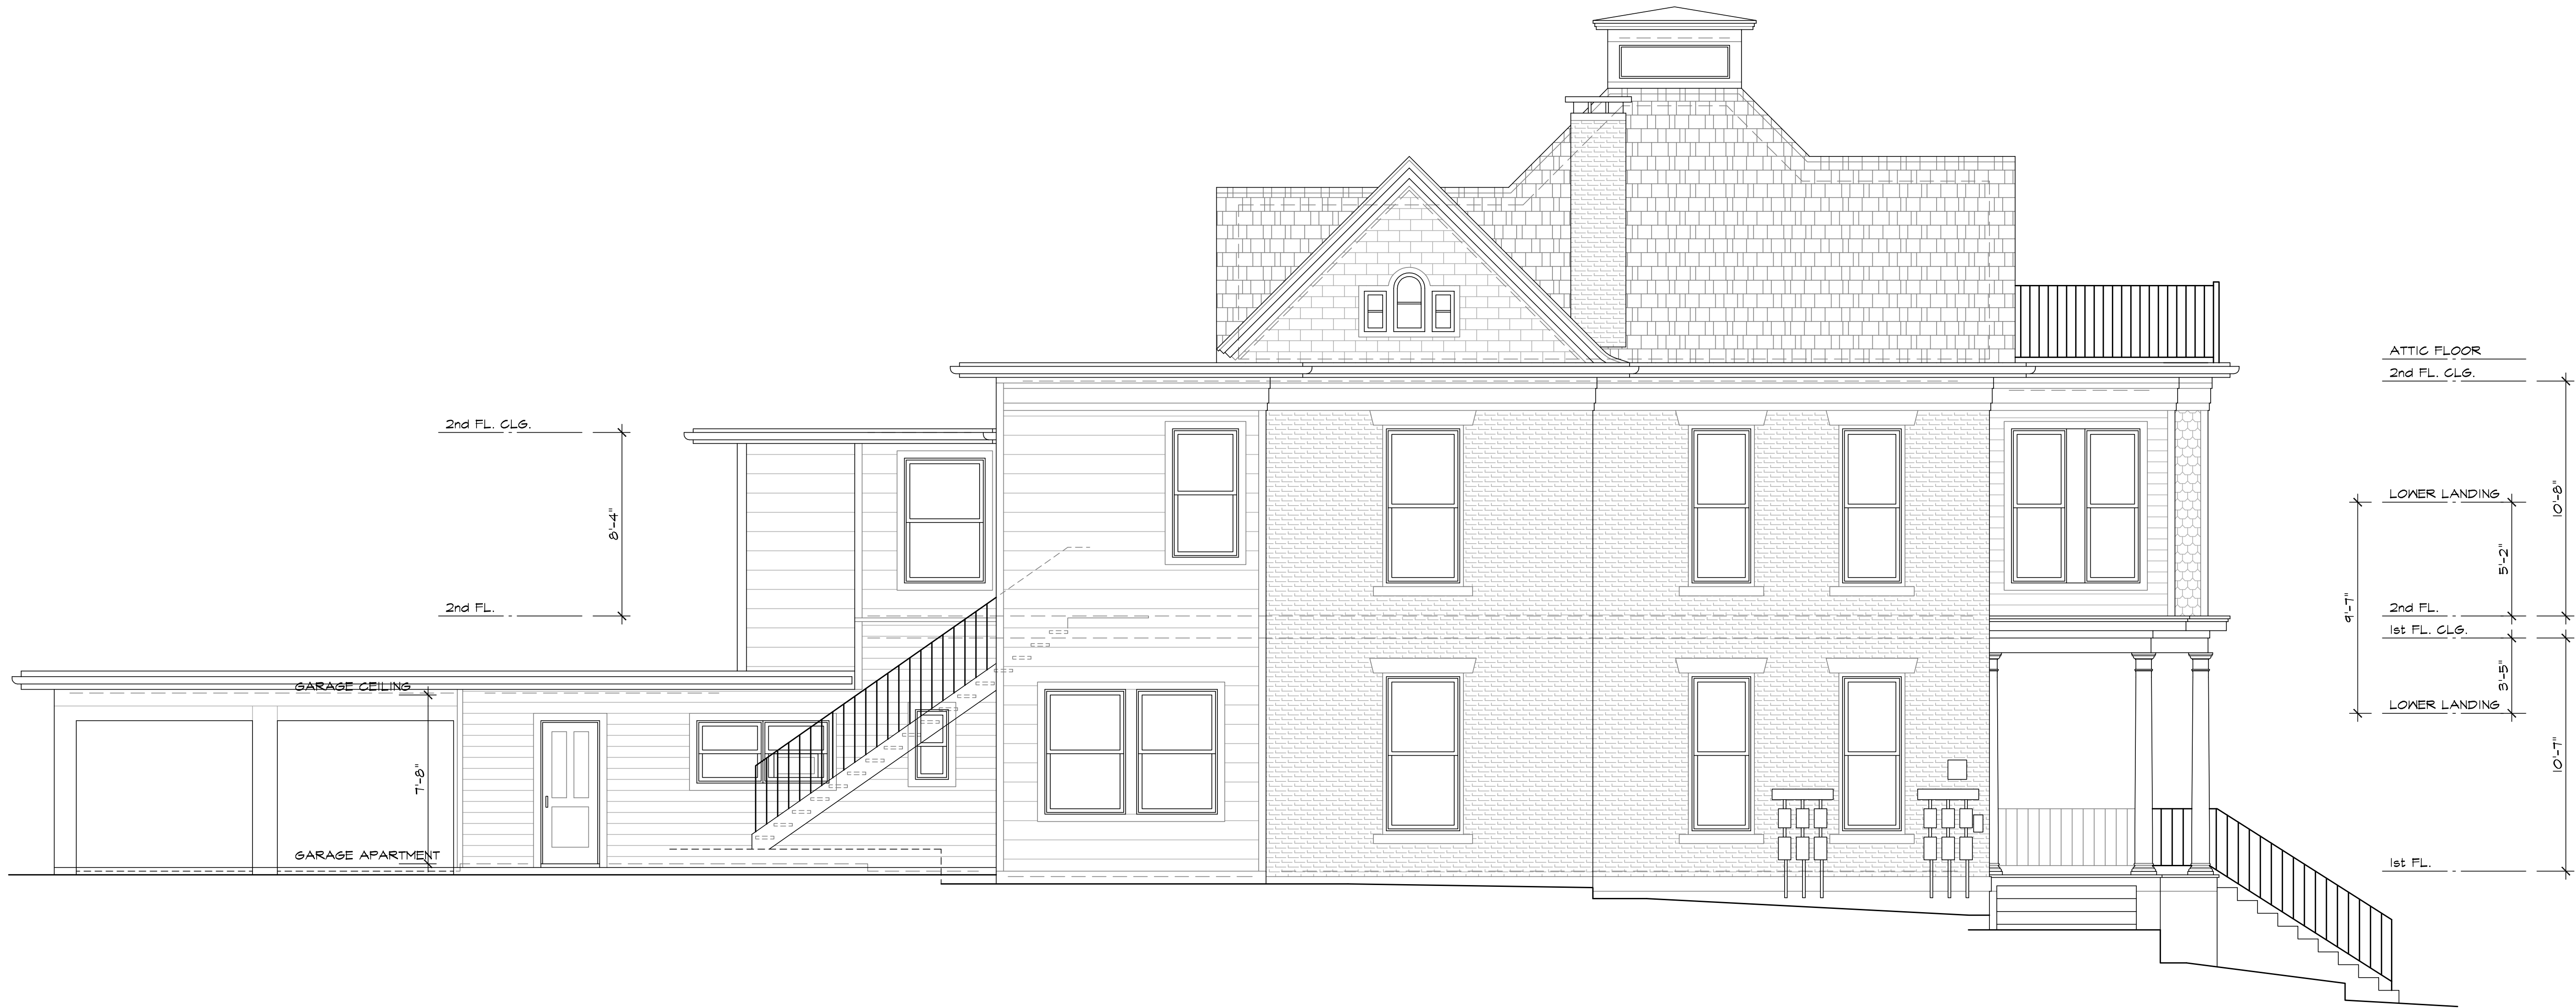 ATTIC FLOOR
2nd FL. CLG.
2nd FL. CLG.
8'-4"
10'-8"
LOWER LANDING
5'-2"
9'-7"
2nd FL.
2nd FL.
1st FL. CLG.
3'-5"
GARAGE CEILING
LOWER LANDING
7'-8"
10'-7"
GARAGE APARTMENT
1st FL.